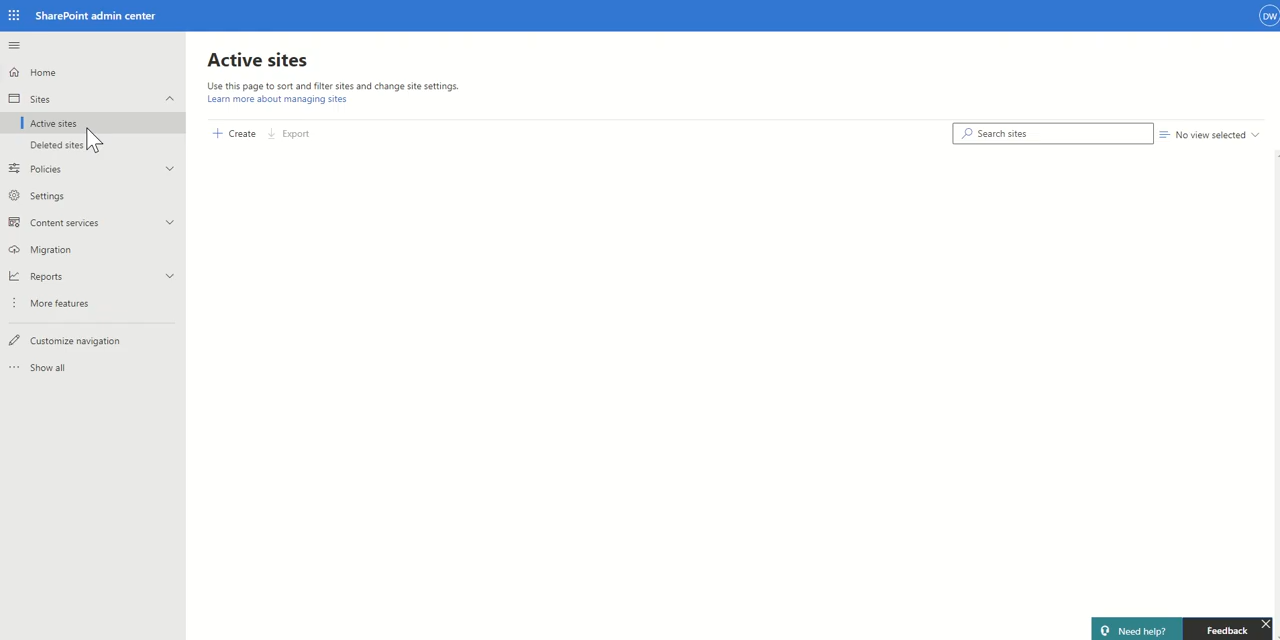 SharePoint admin center
DW
Home
Sites
Active sites
Deleted sites
Policies
Settings
Content services
Migration
Reports
More features
Customize navigation
Show all
Active sites
Use this page to sort and filter sites and change site settings.
Learn more about managing sites
Create Export Search sites No view selected
Need help? Feedback